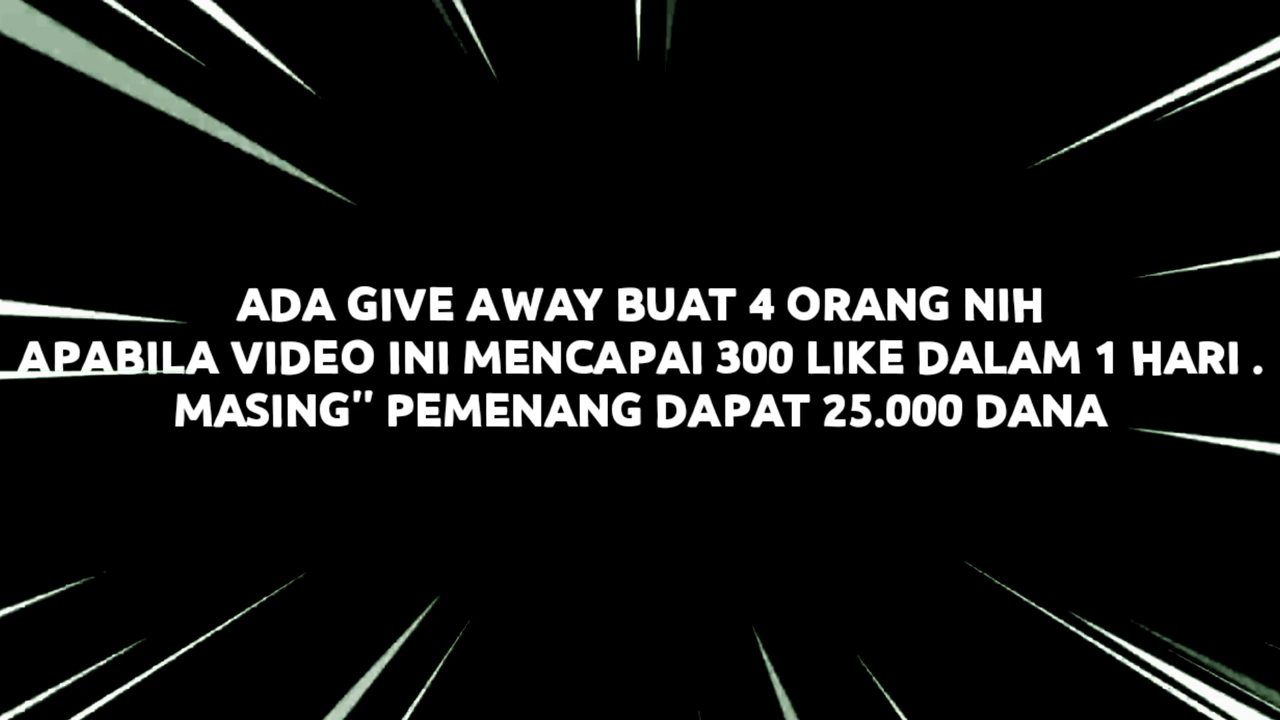 ADA GIVE AWAY BUAT 4 ORANG NIH
APABILA VIDEO INI MENCAPAI 300 LIKE DALAM 1 HARI .
MASING" PEMENANG DAPAT 25.000 DANA